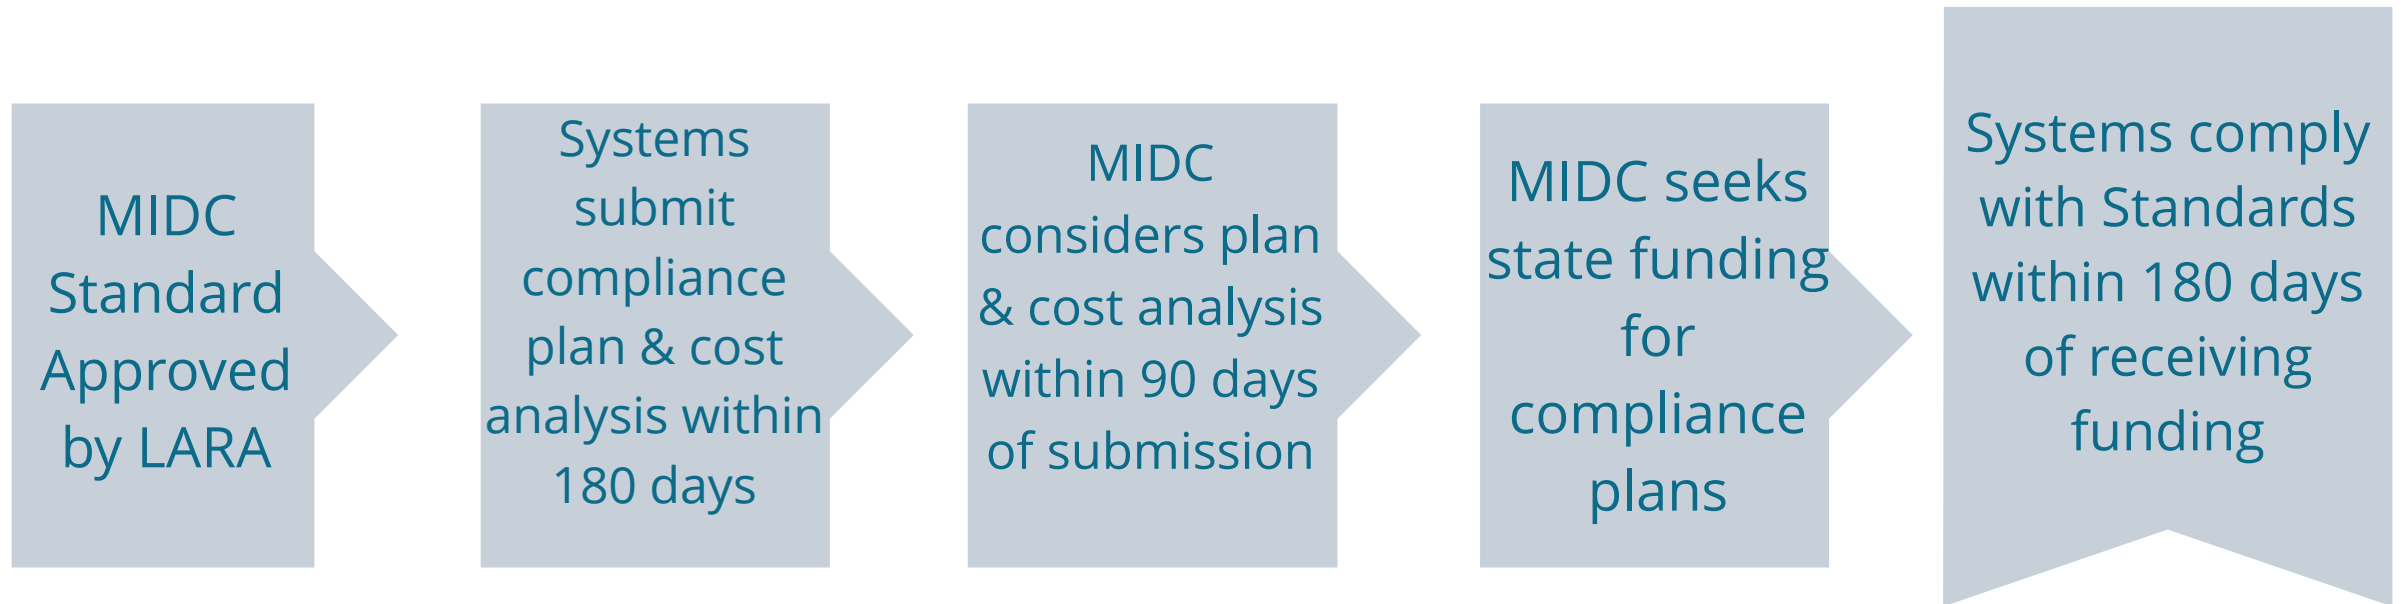 MIDC
Standard
Approved
by LARA
Systems
submit
compliance
plan & cost
analysis within
180 days
MIDC
considers plan
& cost analysis
within 90 days
of submission
MIDC seeks
state funding
for
compliance
plans
Systems comply
with Standards
within 180 days
of receiving
funding